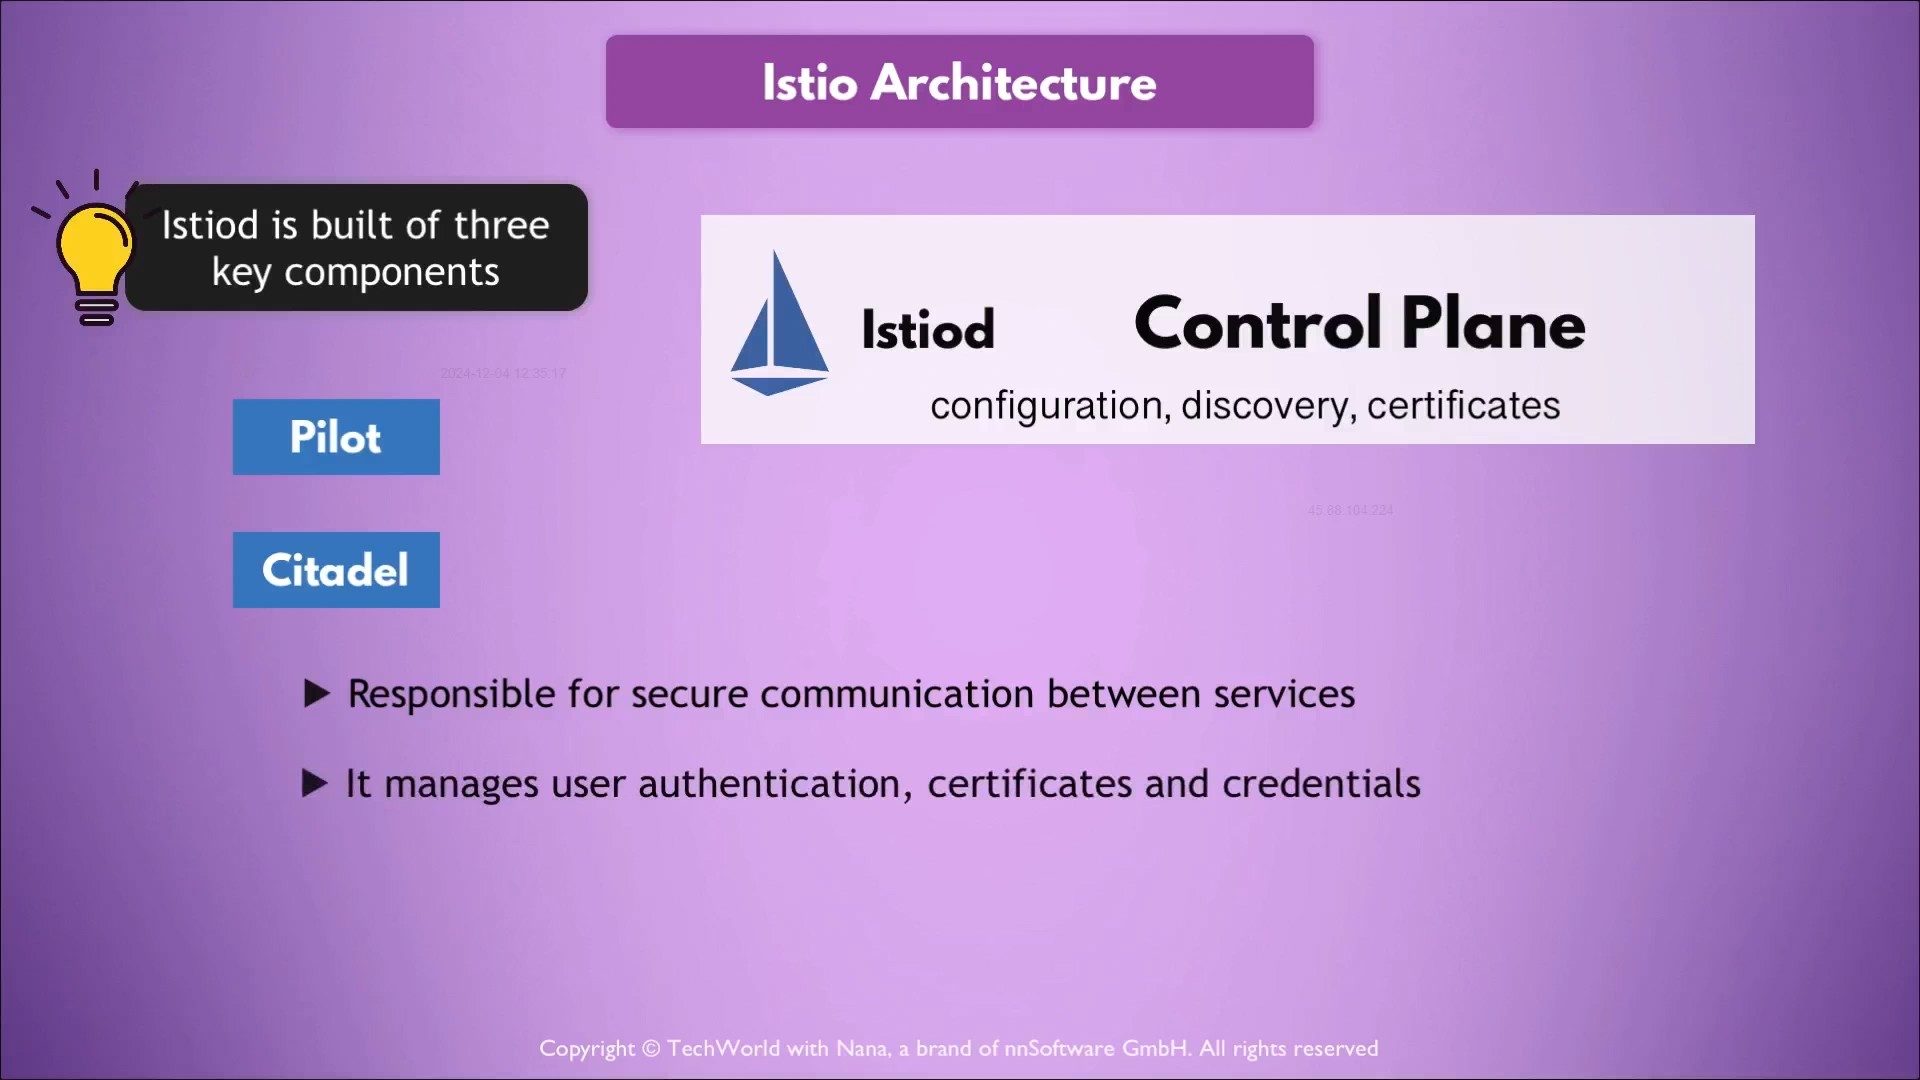 Istio Architecture
Istiod is built of three
key components
Istiod
Control Plane
configuration, discovery, certificates
2024-12-04 12:35:17
Pilot
45.68.104.224
Citadel
▶ Responsible for secure communication between services
▶ It manages user authentication, certificates and credentials
Copyright © TechWorld with Nana, a brand of nnSoftware GmbH. All rights reserved